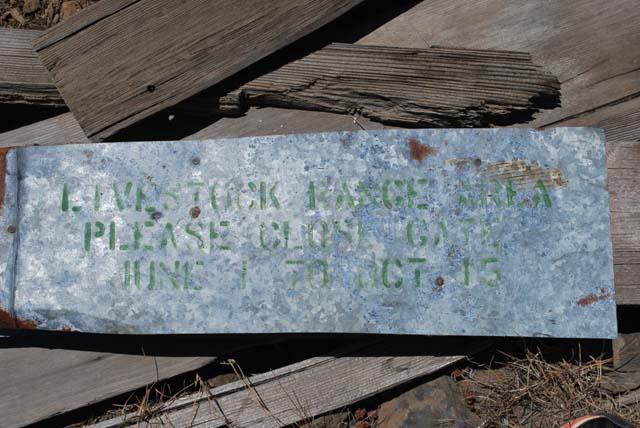 LIVESTOCK RANGE AREA
PLEASE CLOSE GATE
JUNE 1 TO OCT 15